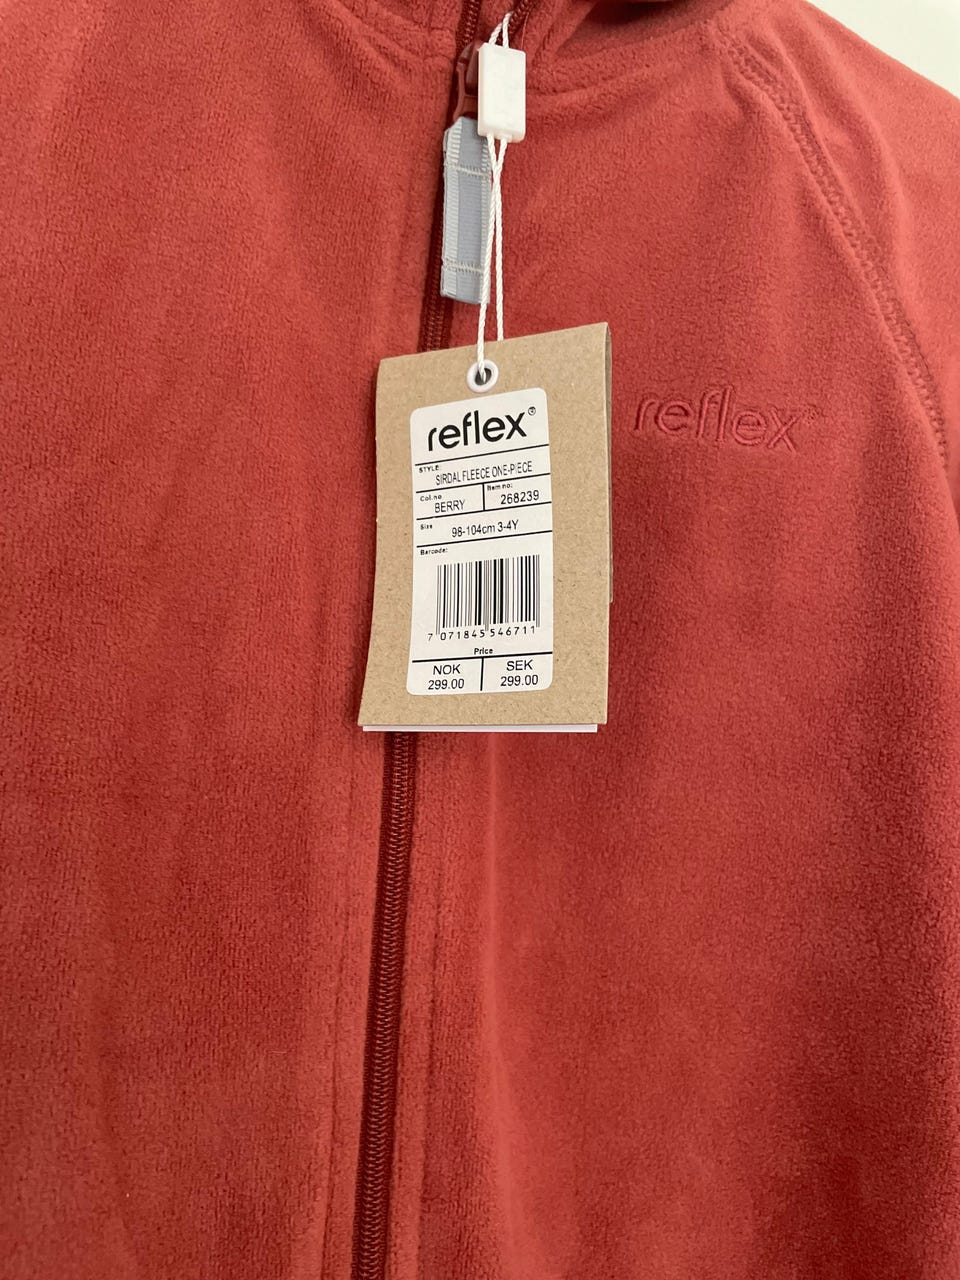 reflex®
STYLE:
SIRDAL FLEECE ONE-PIECE
Col.no Item no:
BERRY 268239
Size 98-104cm 3-4Y
Barcode:
7 071845 546711
Price
NOK SEK
299.00 299.00
reflex®